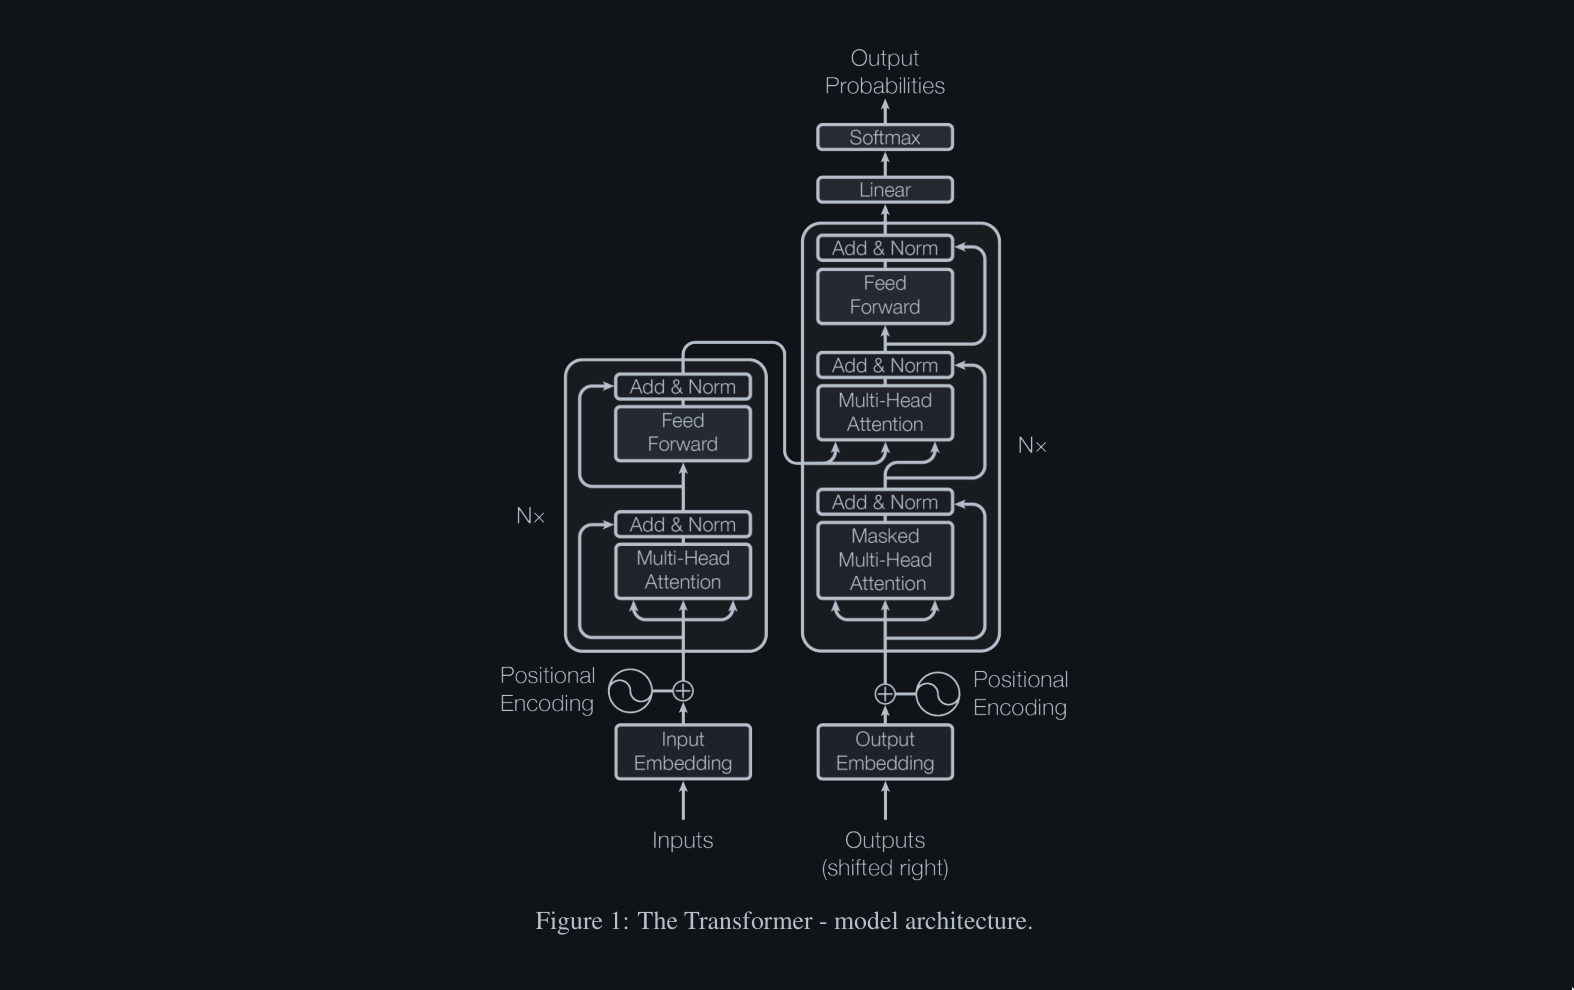 Output
Probabilities
Softmax
Linear
Add & Norm
Feed
Forward
Add & Norm
Multi-Head
Attention
Add & Norm
Masked
Multi-Head
Attention
N×
Add & Norm
Feed
Forward
Add & Norm
Multi-Head
Attention
N×
Positional
Encoding
Positional
Encoding
Input
Embedding
Output
Embedding
Inputs
Outputs
(shifted right)
Figure 1: The Transformer - model architecture.